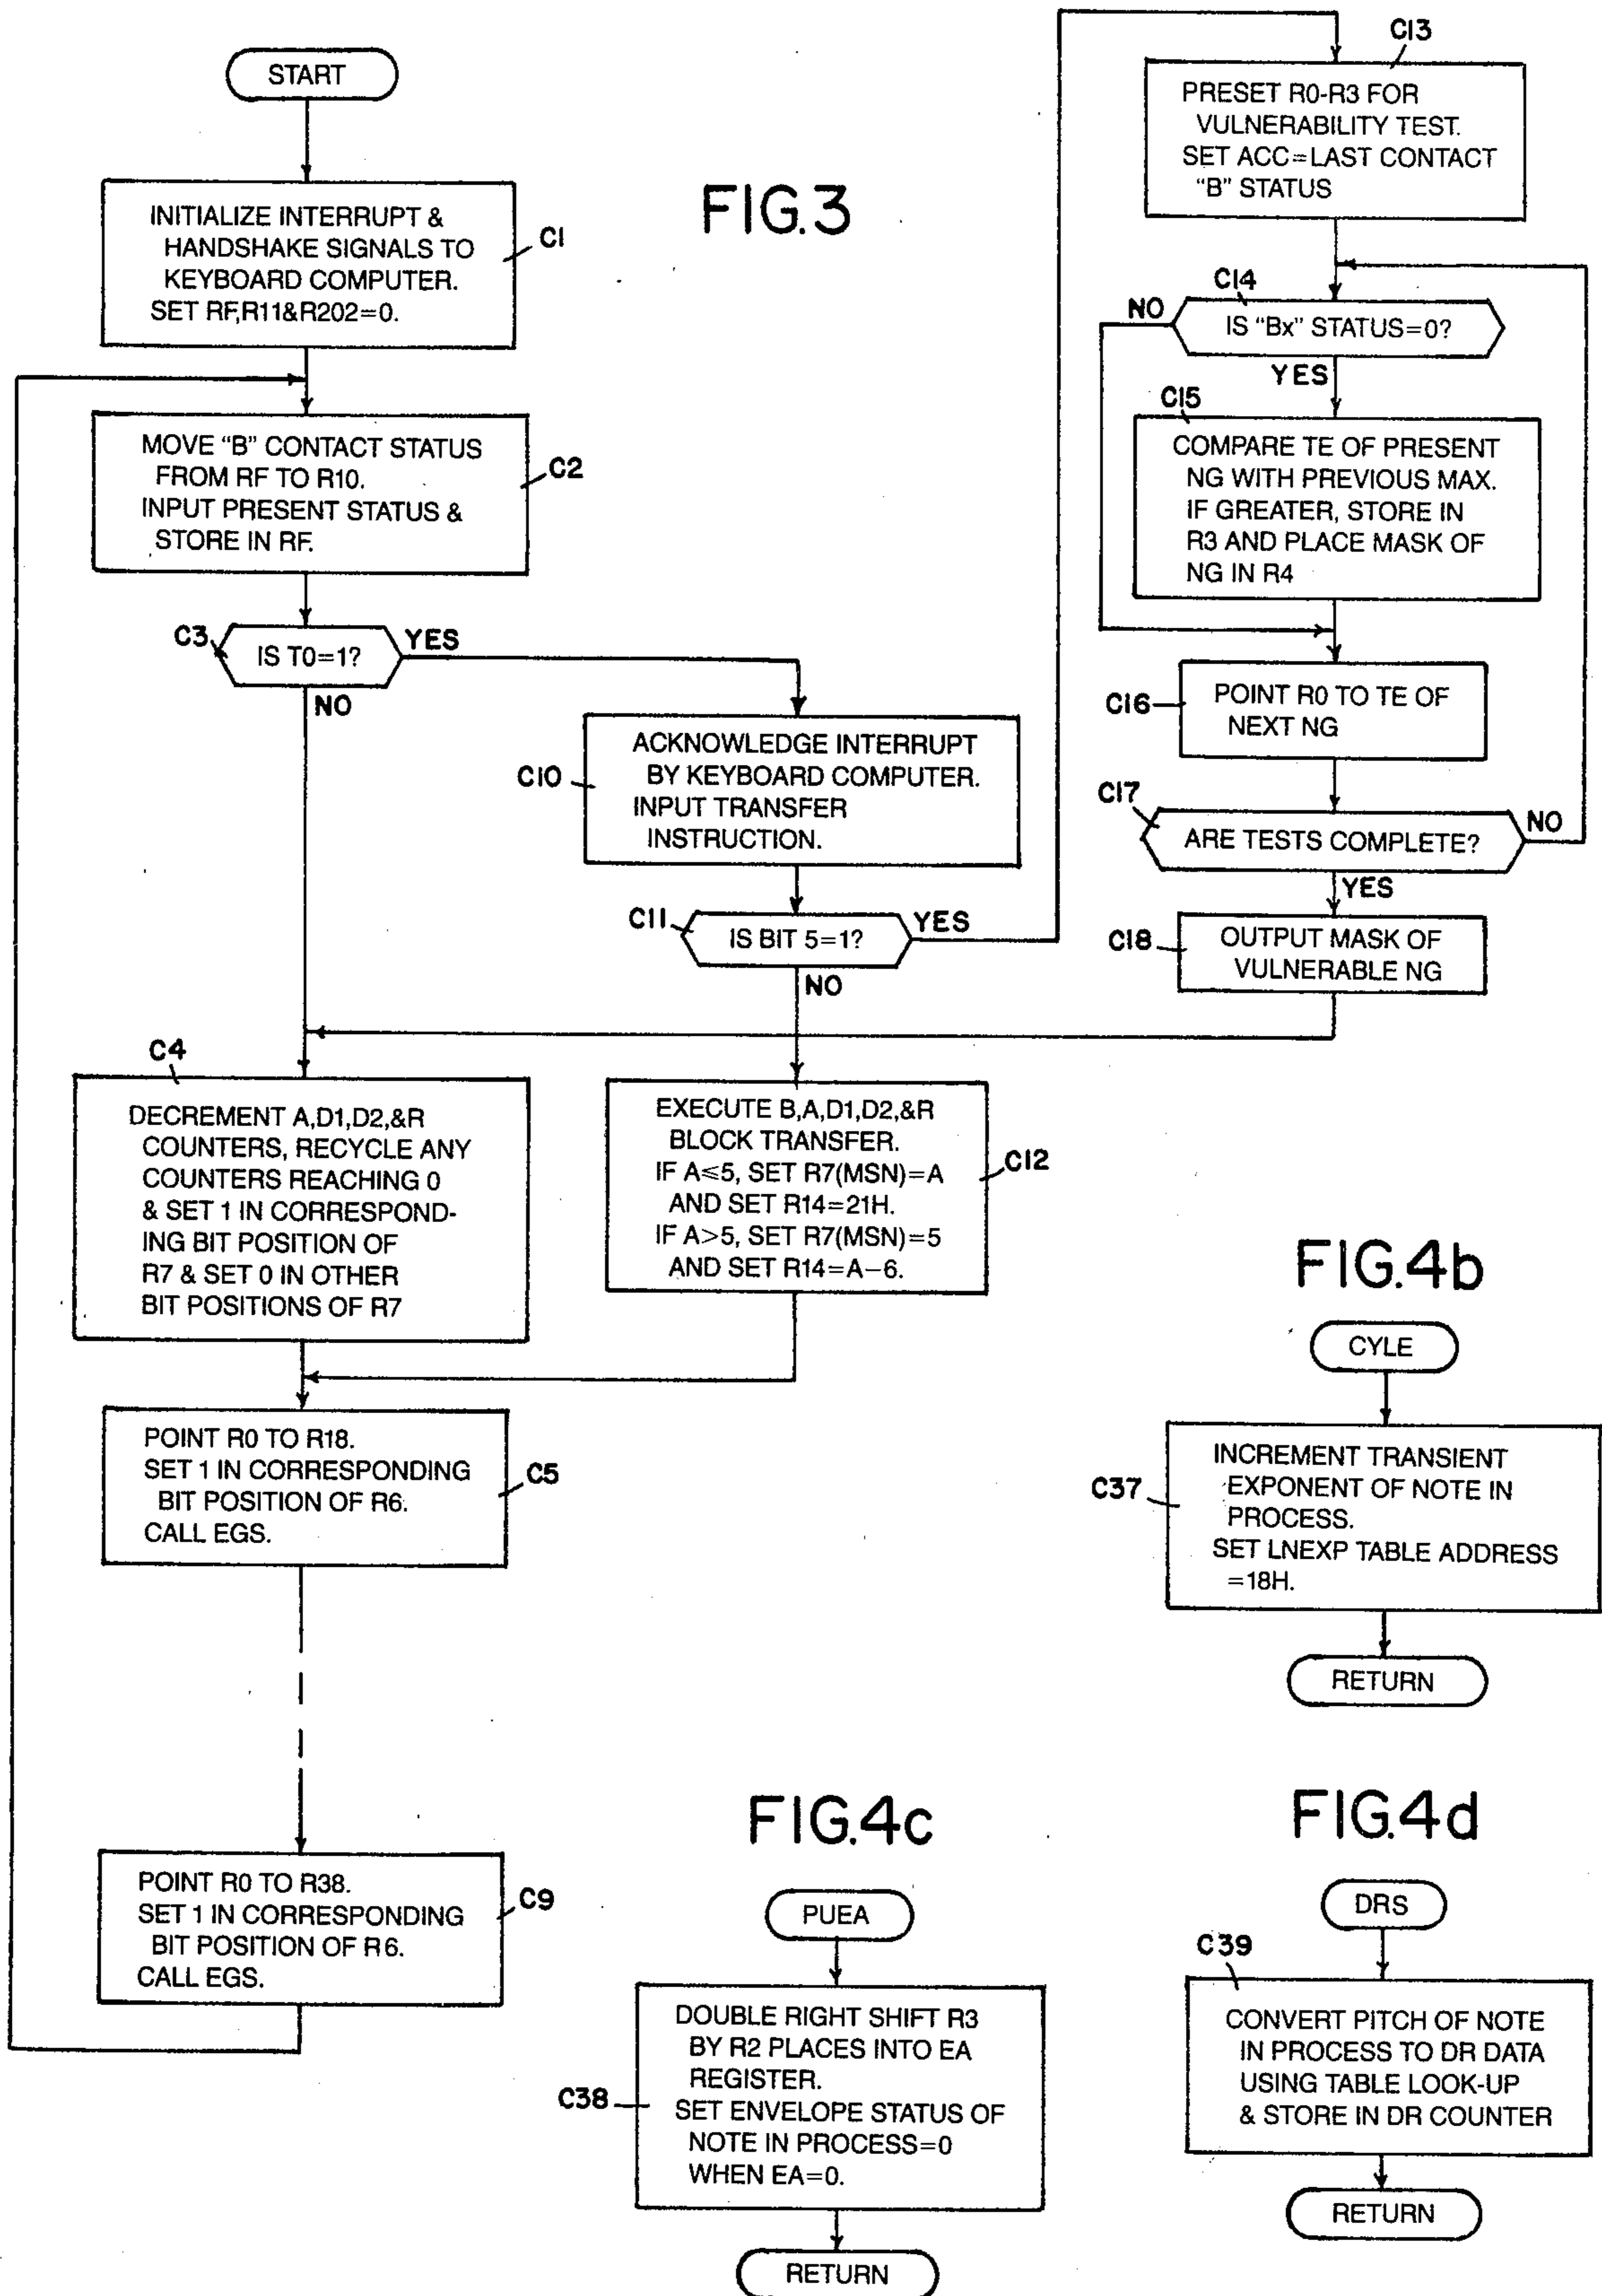 START
INITIALIZE INTERRUPT &
HANDSHAKE SIGNALS TO
KEYBOARD COMPUTER.
SET RF,R11&R202=0.
C1
MOVE "B" CONTACT STATUS
FROM RF TO R10.
INPUT PRESENT STATUS &
STORE IN RF.
C2
C3
IS T0=1?
YES
NO
FIG.3
ACKNOWLEDGE INTERRUPT
BY KEYBOARD COMPUTER.
INPUT TRANSFER
INSTRUCTION.
C10
C11
IS BIT 5=1?
YES
NO
C13
PRESET R0-R3 FOR
VULNERABILITY TEST.
SET ACC=LAST CONTACT
"B" STATUS
C14
NO
IS "Bx" STATUS=0?
YES
C15
COMPARE TE OF PRESENT
NG WITH PREVIOUS MAX.
IF GREATER, STORE IN
R3 AND PLACE MASK OF
NG IN R4
C16
POINT R0 TO TE OF
NEXT NG
C17
ARE TESTS COMPLETE?
NO
YES
C18
OUTPUT MASK OF
VULNERABLE NG
C4
DECREMENT A,D1,D2,&R
COUNTERS, RECYCLE ANY
COUNTERS REACHING 0
& SET 1 IN CORRESPOND-
ING BIT POSITION OF
R7 & SET 0 IN OTHER
BIT POSITIONS OF R7
EXECUTE B,A,D1,D2,&R
BLOCK TRANSFER.
IF A≤5, SET R7(MSN)=A
AND SET R14=21H.
IF A>5, SET R7(MSN)=5
AND SET R14=A-6.
C12
POINT R0 TO R18.
SET 1 IN CORRESPONDING
BIT POSITION OF R6.
CALL EGS.
C5
POINT R0 TO R38.
SET 1 IN CORRESPONDING
BIT POSITION OF R6.
CALL EGS.
C9
FIG.4b
CYLE
C37
INCREMENT TRANSIENT
EXPONENT OF NOTE IN
PROCESS.
SET LNEXP TABLE ADDRESS
=18H.
RETURN
FIG.4c
PUEA
C38
DOUBLE RIGHT SHIFT R3
BY R2 PLACES INTO EA
REGISTER.
SET ENVELOPE STATUS OF
NOTE IN PROCESS=0
WHEN EA=0.
RETURN
FIG.4d
DRS
C39
CONVERT PITCH OF NOTE
IN PROCESS TO DR DATA
USING TABLE LOOK-UP
& STORE IN DR COUNTER
RETURN